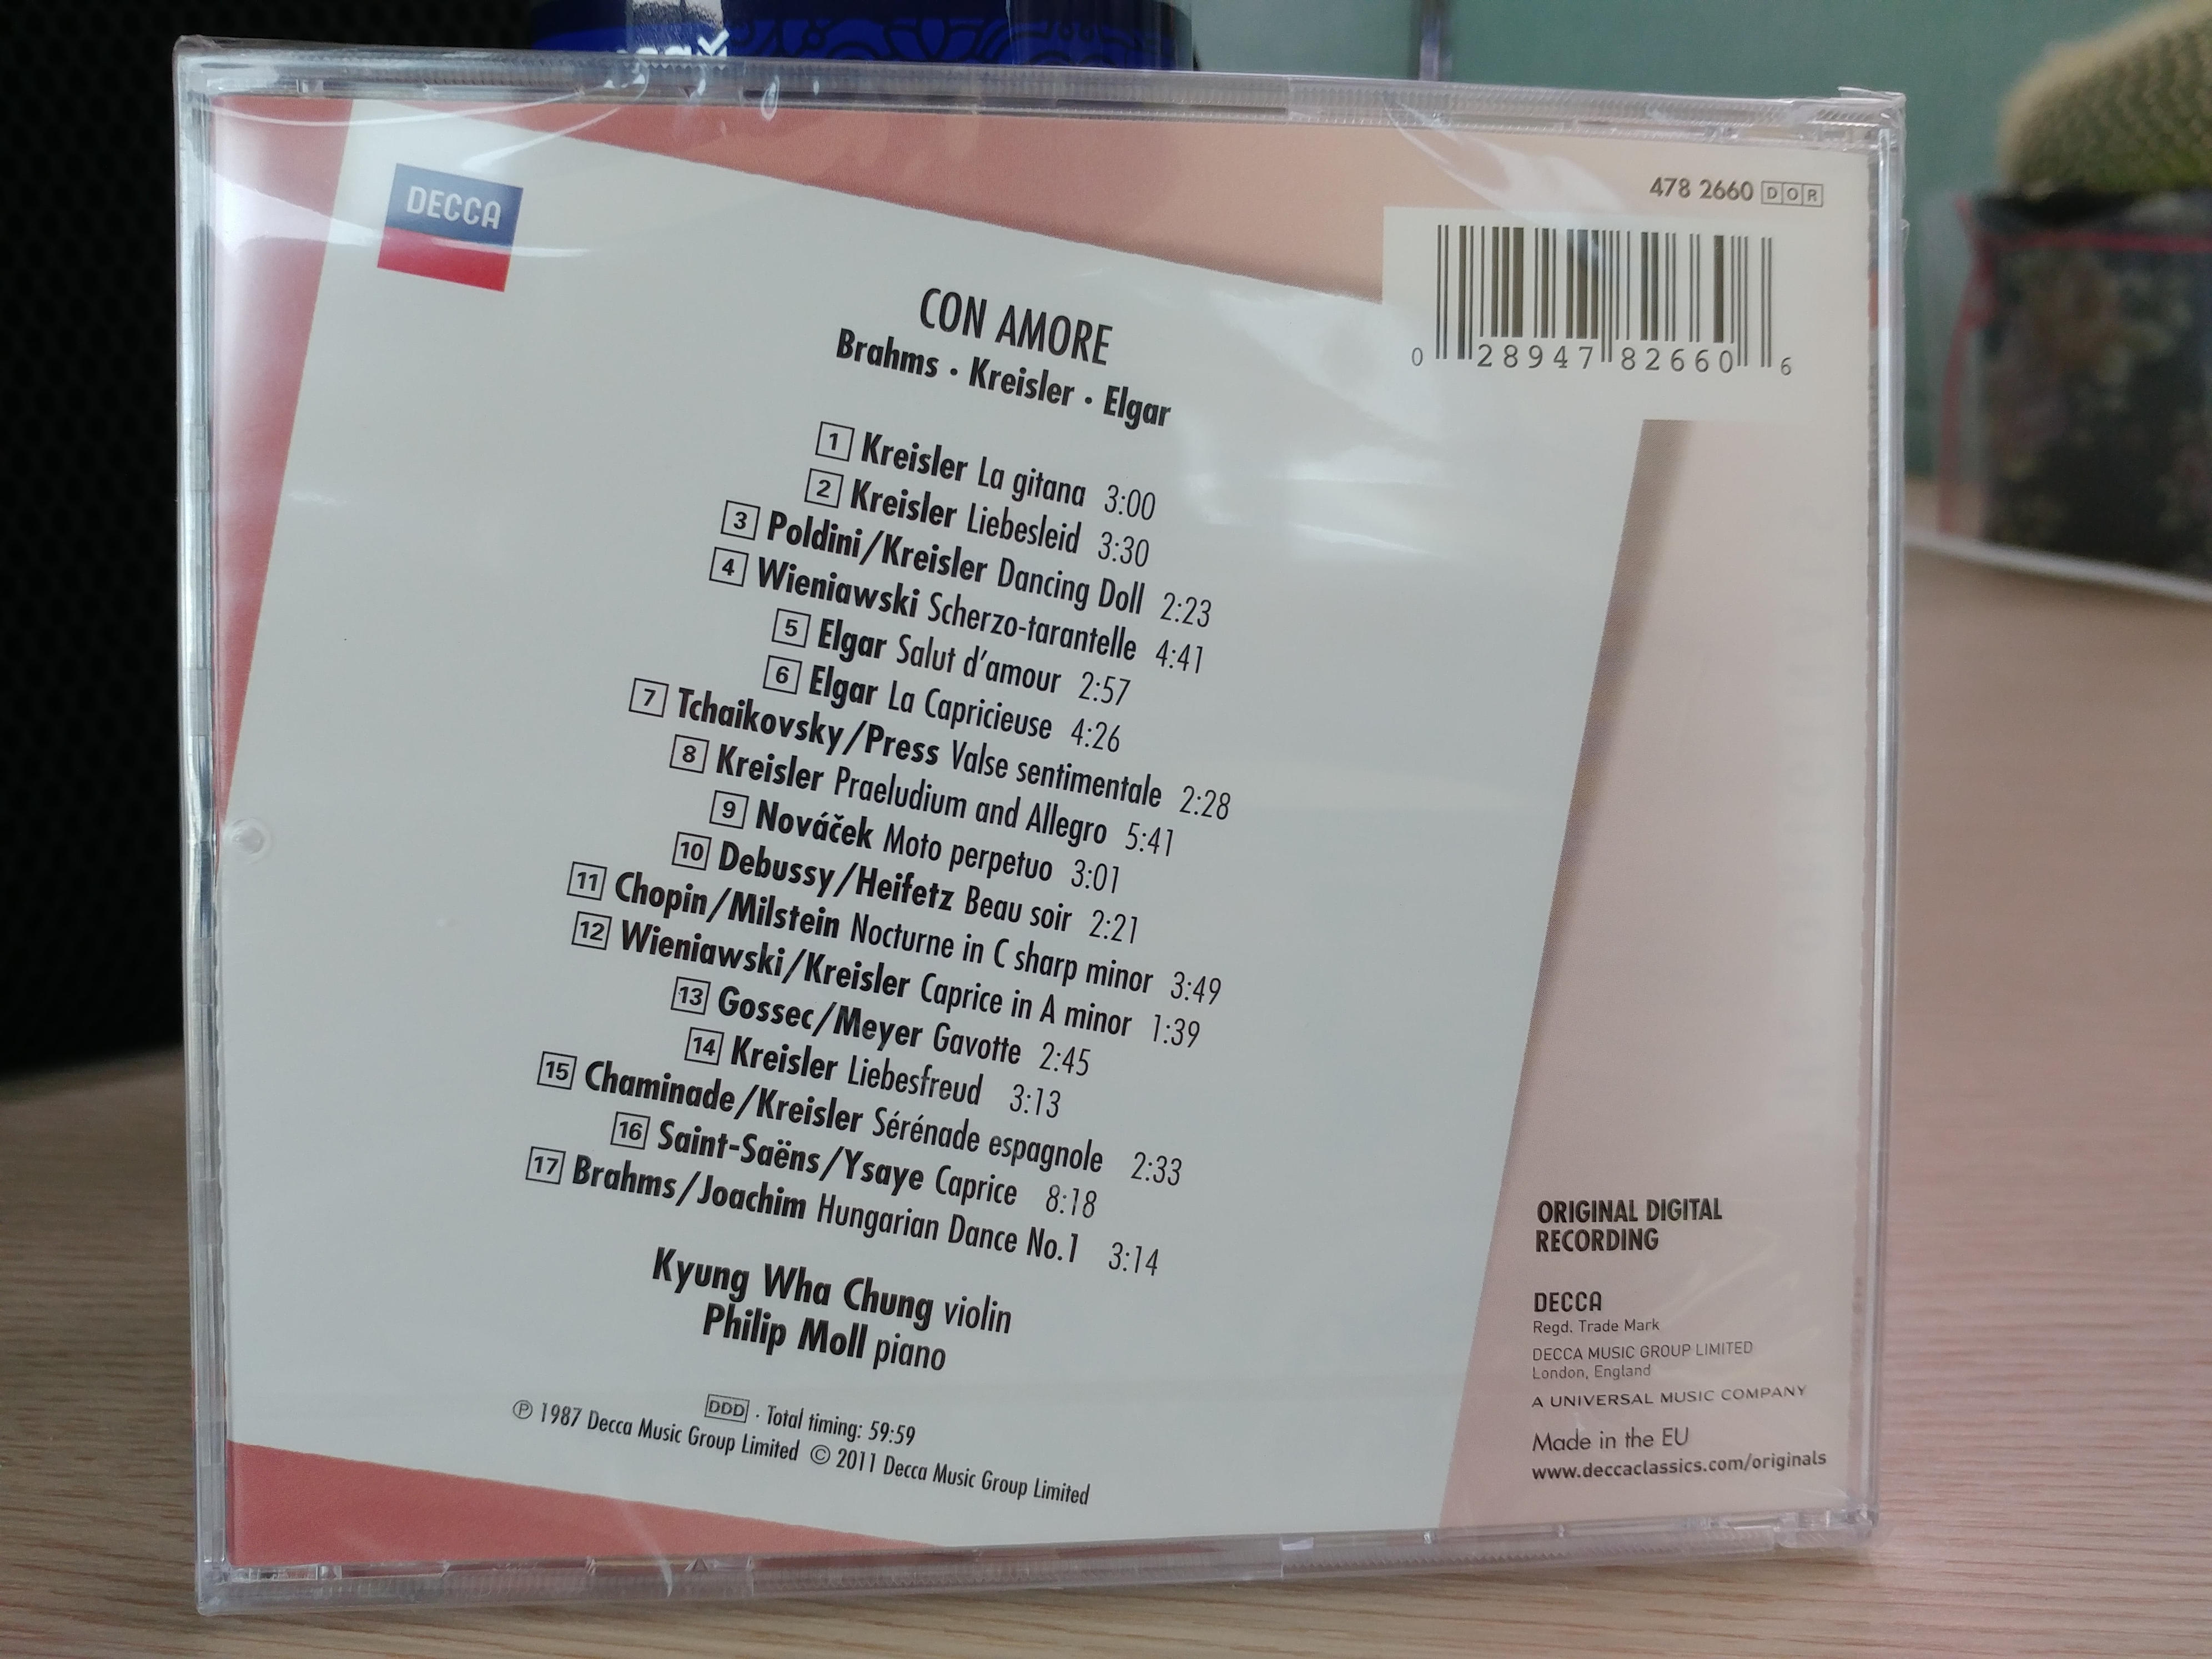 DECCA
478 2660 DOR
0 28947 82660 6
CON AMORE
Brahms · Kreisler · Elgar
1 Kreisler La gitana 3:00
2 Kreisler Liebesleid 3:30
3 Poldini/Kreisler Dancing Doll 2:23
4 Wieniawski Scherzo-tarantelle 4:41
5 Elgar Salut d'amour 2:57
6 Elgar La Capricieuse 4:26
7 Tchaikovsky/Press Valse sentimentale 2:28
8 Kreisler Praeludium and Allegro 5:41
9 Nováček Moto perpetuo 3:01
10 Debussy/Heifetz Beau soir 2:21
11 Chopin/Milstein Nocturne in C sharp minor 3:49
12 Wieniawski/Kreisler Caprice in A minor 1:39
13 Gossec/Meyer Gavotte 2:45
14 Kreisler Liebesfreud 3:13
15 Chaminade/Kreisler Sérénade espagnole 2:33
16 Saint-Saëns/Ysaye Caprice 8:18
17 Brahms/Joachim Hungarian Dance No.1 3:14
Kyung Wha Chung violin
Philip Moll piano
DDD · Total timing: 59:59
℗ 1987 Decca Music Group Limited © 2011 Decca Music Group Limited
ORIGINAL DIGITAL
RECORDING
DECCA
Regd. Trade Mark
DECCA MUSIC GROUP LIMITED
London, England
A UNIVERSAL MUSIC COMPANY
Made in the EU
www.deccaclassics.com/originals